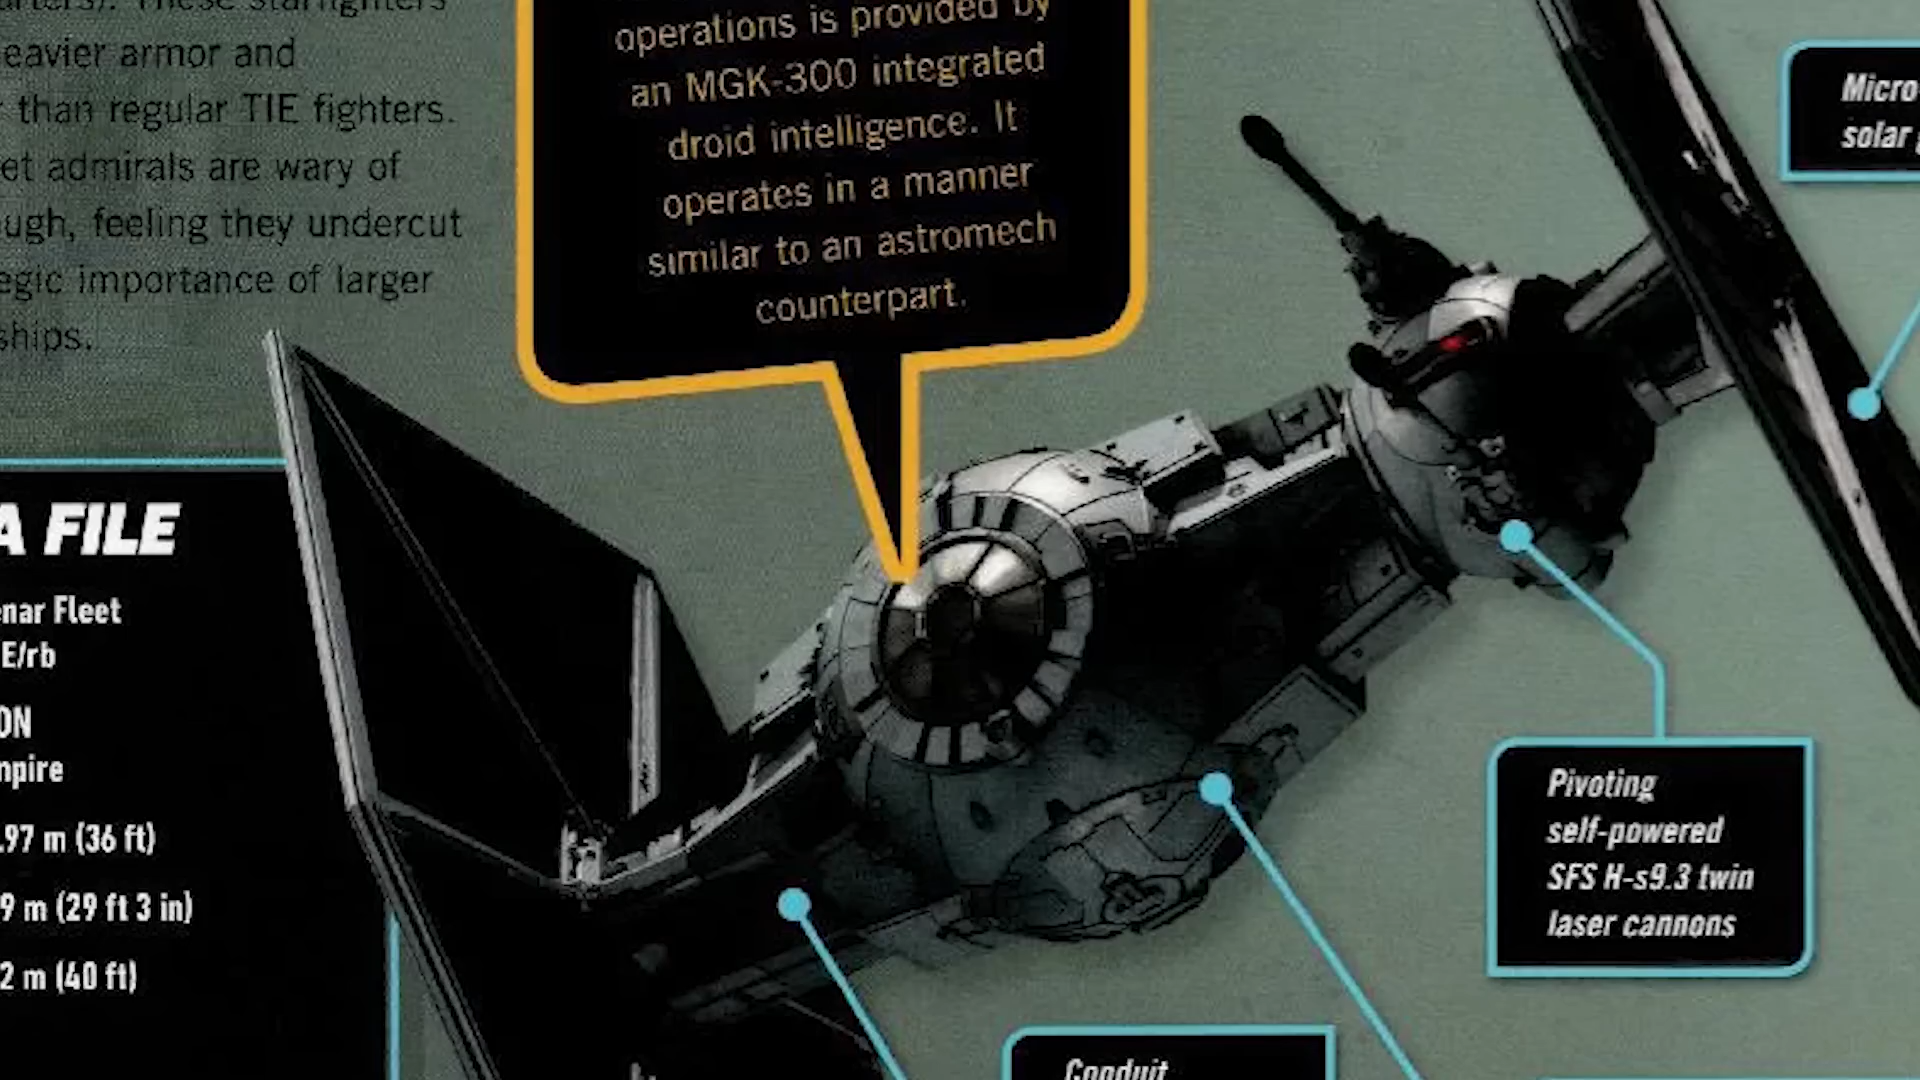 than regular TIE fighters.
et admirals are wary of
ugh, feeling they undercut
egic importance of larger
ships.
eavier armor and
operations is provided by
an MGK-300 integrated
droid intelligence. It
operates in a manner
similar to an astromech
counterpart.
Micro
solar
A FILE
nar Fleet
E/rb
ON
mpire
.97 m (36 ft)
9 m (29 ft 3 in)
2 m (40 ft)
Pivoting
self-powered
SFS H-s9.3 twin
laser cannons
Conduit